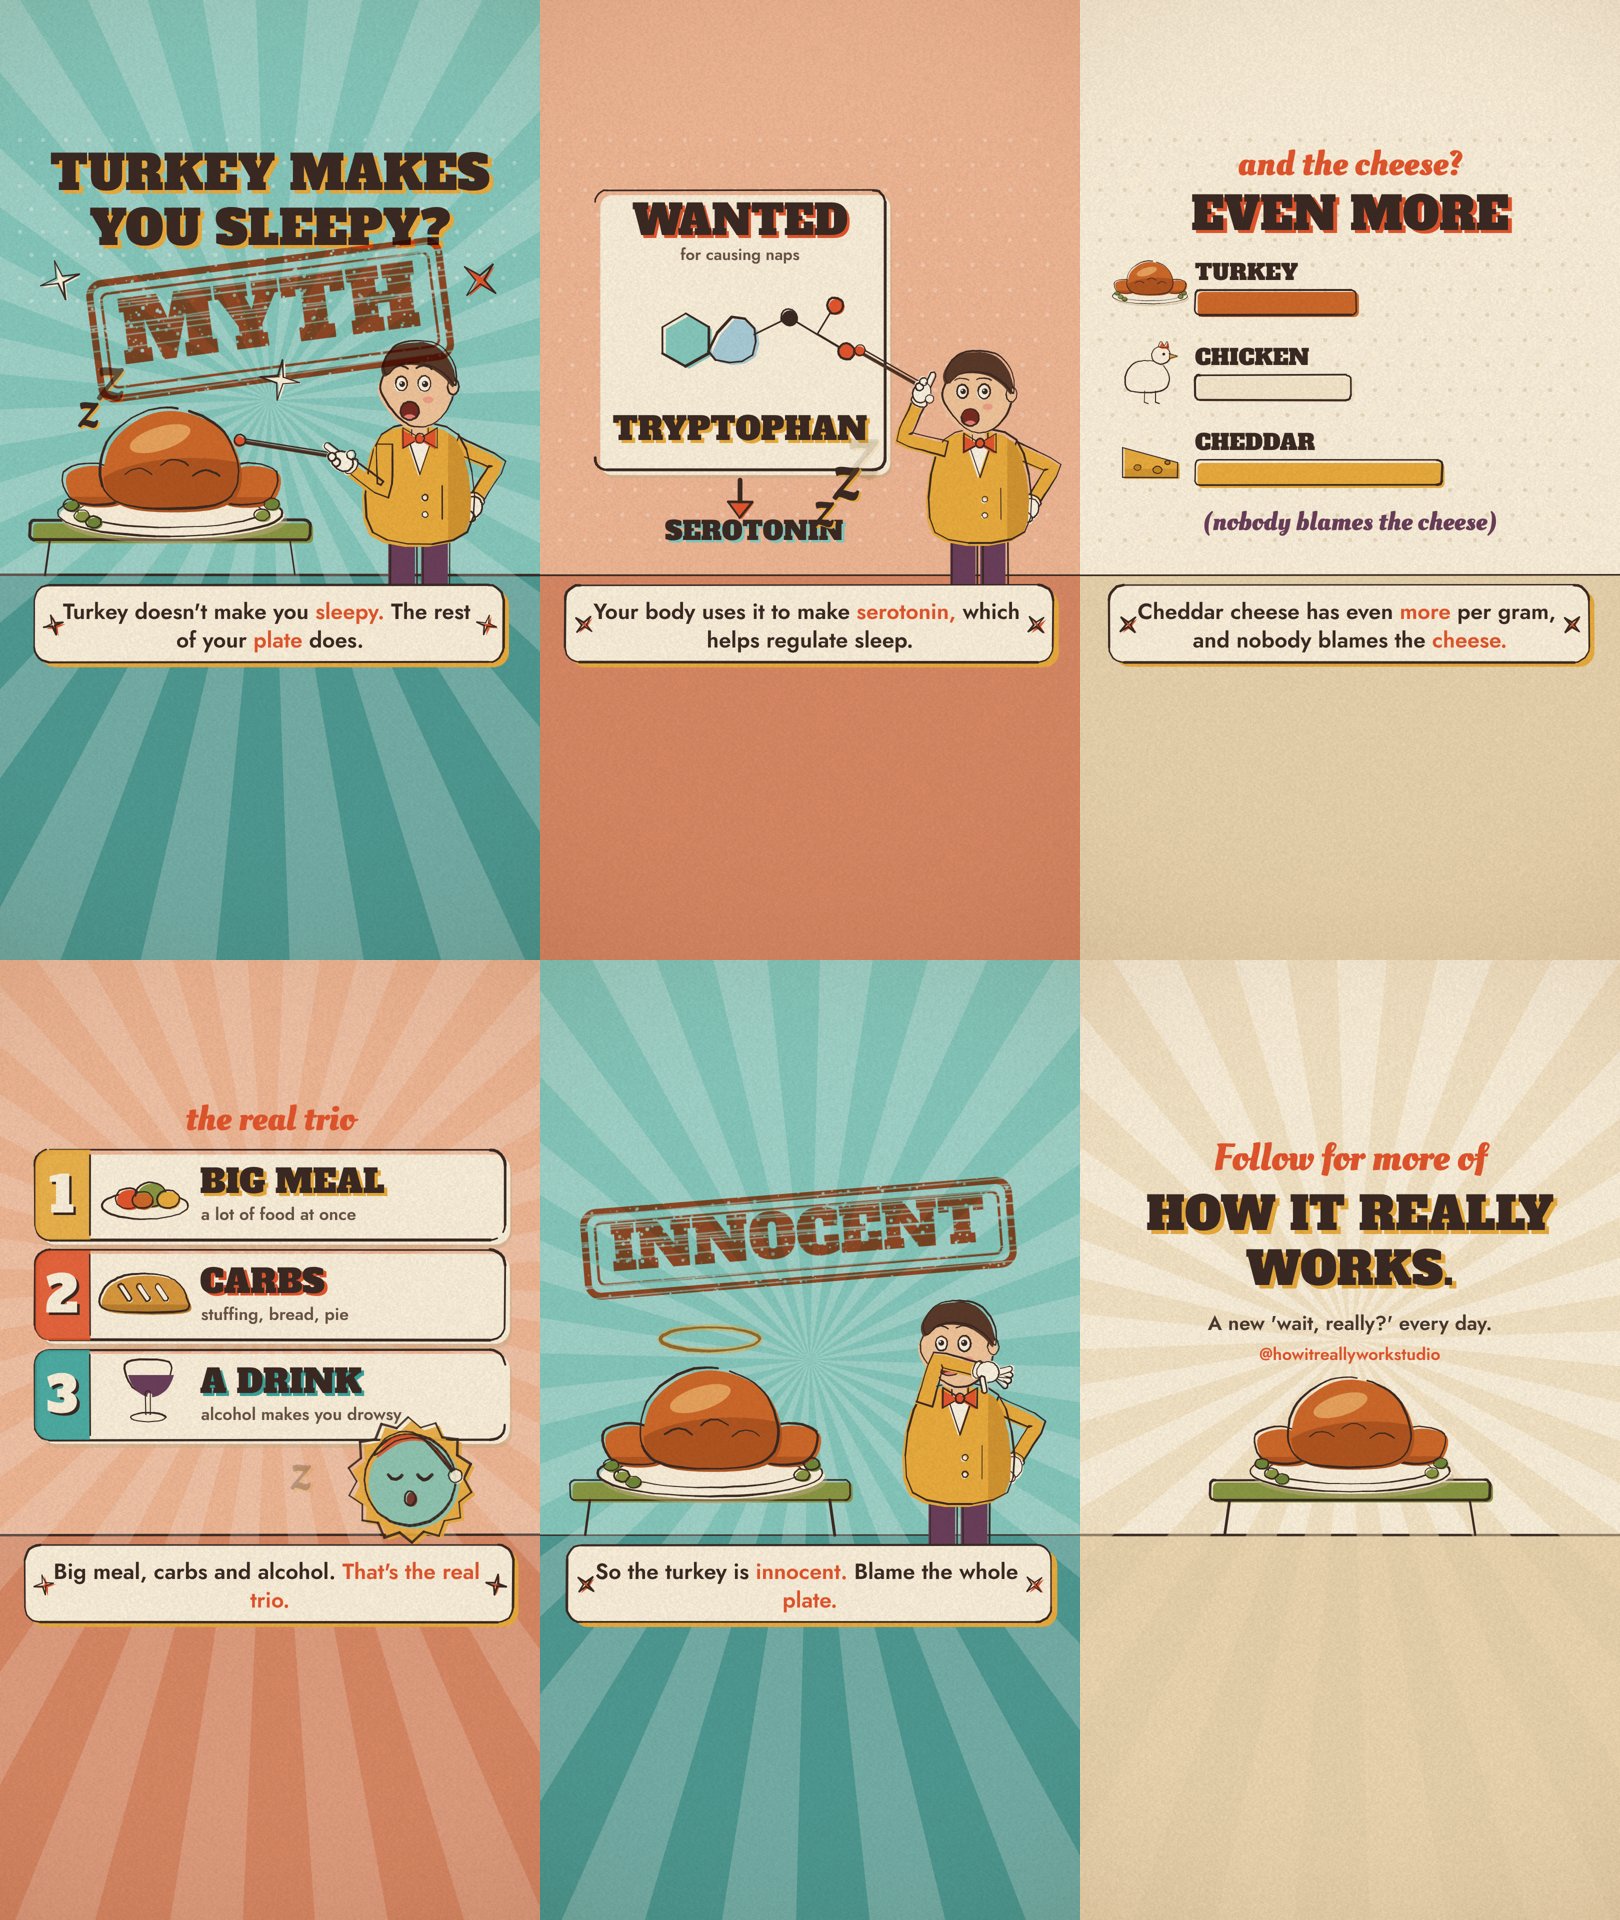 TURKEY MAKES
YOU SLEEPY?
MYTH
z
Z
Turkey doesn't make you sleepy. The rest
of your plate does.
WANTED
for causing naps
TRYPTOPHAN
Z
Z
z
SEROTONIN
Your body uses it to make serotonin, which
helps regulate sleep.
and the cheese?
EVEN MORE
TURKEY
CHICKEN
CHEDDAR
(nobody blames the cheese)
Cheddar cheese has even more per gram,
and nobody blames the cheese.
the real trio
1
BIG MEAL
a lot of food at once
2
CARBS
stuffing, bread, pie
3
A DRINK
alcohol makes you drowsy
z
Big meal, carbs and alcohol. That's the real
trio.
INNOCENT
So the turkey is innocent. Blame the whole
plate.
Follow for more of
HOW IT REALLY
WORKS.
A new 'wait, really?' every day.
@howitreallyworkstudio